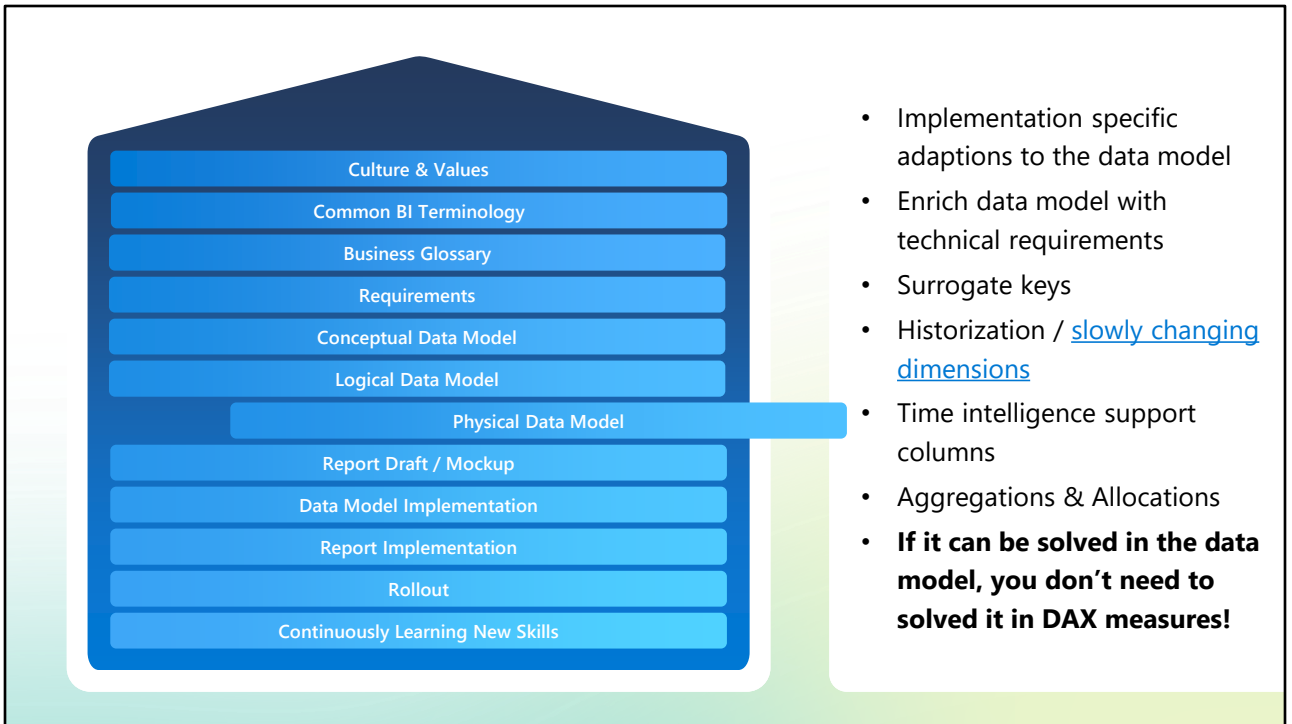 Culture & Values
Common BI Terminology
Business Glossary
Requirements
Conceptual Data Model
Logical Data Model
Physical Data Model
Report Draft / Mockup
Data Model Implementation
Report Implementation
Rollout
Continuously Learning New Skills
• Implementation specific
adaptions to the data model
• Enrich data model with
technical requirements
• Surrogate keys
• Historization / slowly changing
dimensions
• Time intelligence support
columns
• Aggregations & Allocations
• If it can be solved in the data
model, you don’t need to
solved it in DAX measures!